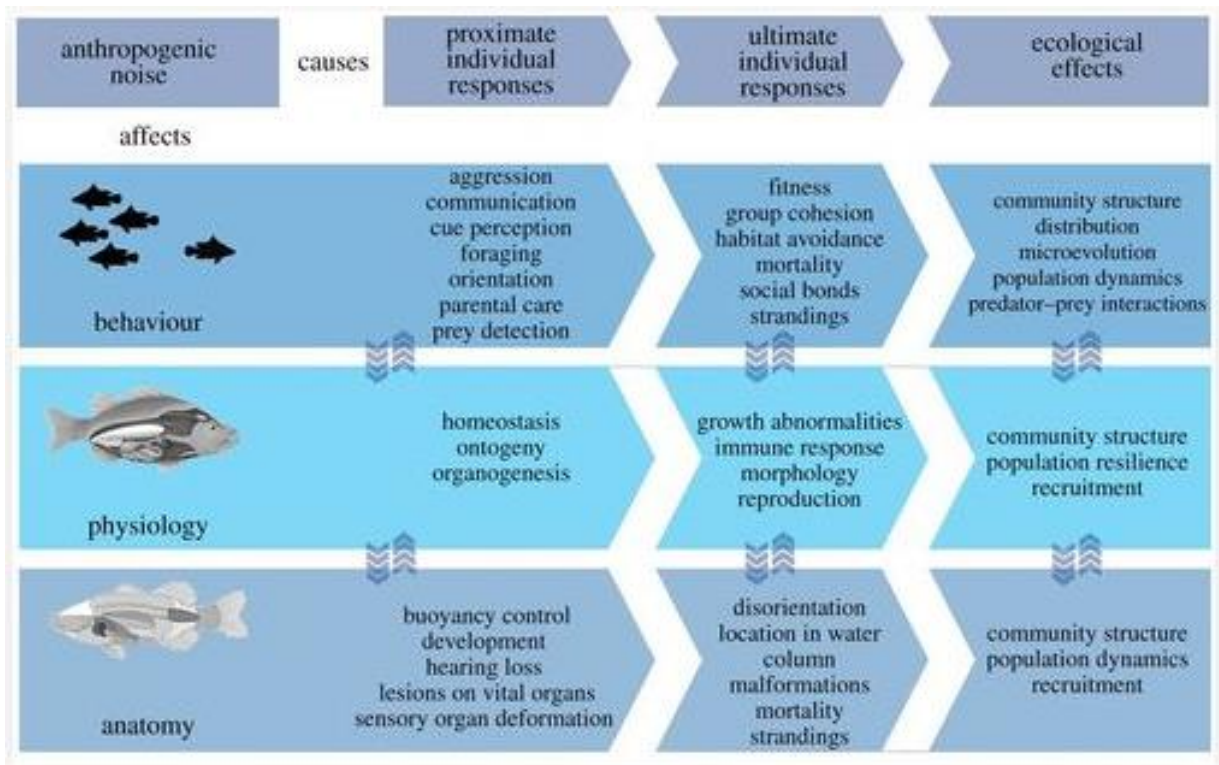 anthropogenic
noise
causes
proximate
individual
responses
ultimate
individual
responses
ecological
effects
affects
behaviour
aggression
communication
cue perception
foraging
orientation
parental care
prey detection
fitness
group cohesion
habitat avoidance
mortality
social bonds
strandings
community structure
distribution
microevolution
population dynamics
predator–prey interactions
physiology
homeostasis
ontogeny
organogenesis
growth abnormalities
immune response
morphology
reproduction
community structure
population resilience
recruitment
anatomy
buoyancy control
development
hearing loss
lesions on vital organs
sensory organ deformation
disorientation
location in water
column
malformations
mortality
strandings
community structure
population dynamics
recruitment